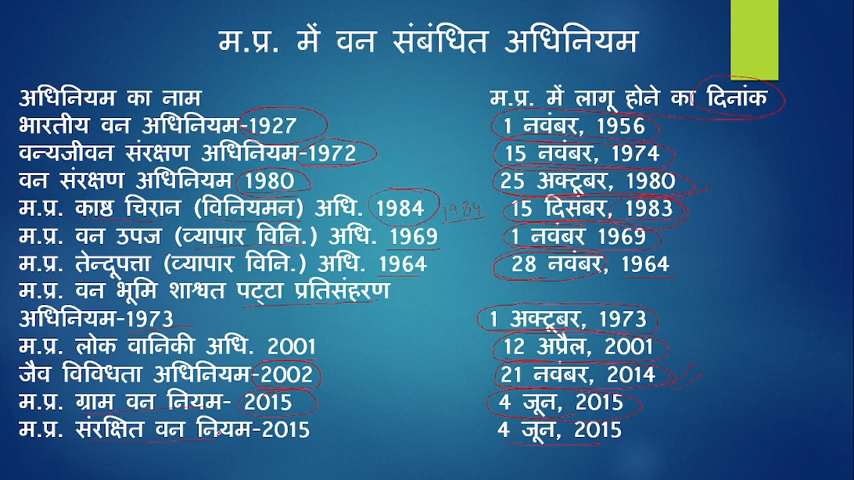 म.प्र. में वन संबंधित अधिनियम
अधिनियम का नाम म.प्र. में लागू होने का दिनांक
भारतीय वन अधिनियम-1927 1 नवंबर, 1956
वन्यजीवन संरक्षण अधिनियम-1972 15 नवंबर, 1974
वन संरक्षण अधिनियम 1980 25 अक्टूबर, 1980
म.प्र. काष्ठ चिरान (विनियमन) अधि. 1984 1984 15 दिसंबर, 1983
म.प्र. वन उपज (व्यापार विनि.) अधि. 1969 1 नवंबर 1969
म.प्र. तेन्दूपत्ता (व्यापार विनि.) अधि. 1964 28 नवंबर, 1964
म.प्र. वन भूमि शाश्वत पट्टा प्रतिसंहरण
अधिनियम-1973 1 अक्टूबर, 1973
म.प्र. लोक वानिकी अधि. 2001 12 अप्रैल, 2001
जैव विविधता अधिनियम-2002 21 नवंबर, 2014
म.प्र. ग्राम वन नियम- 2015 4 जून, 2015
म.प्र. संरक्षित वन नियम-2015 4 जून, 2015